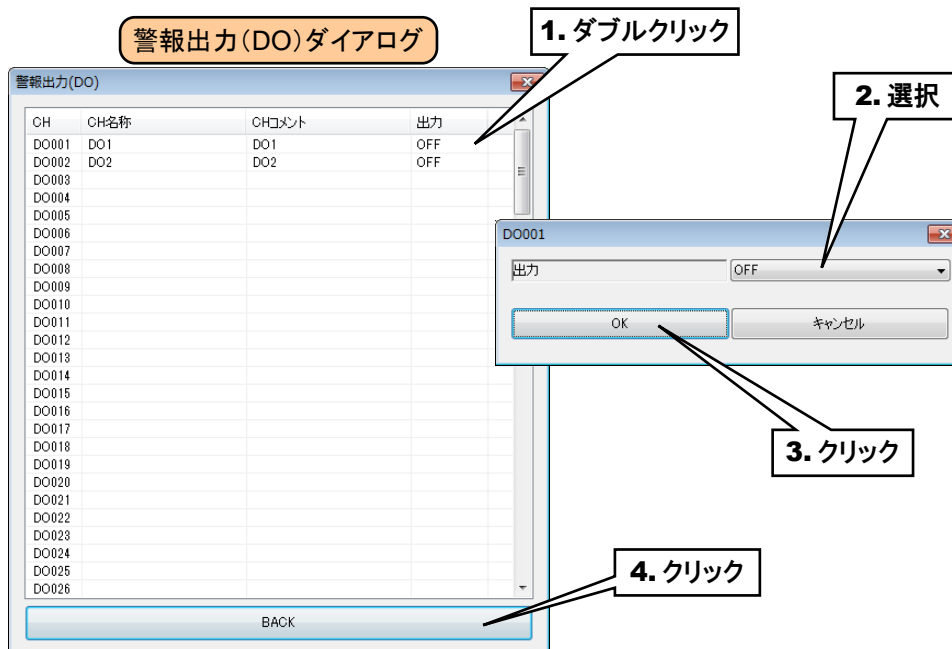 警報出力(DO)ダイアログ
1. ダブルクリック
2. 選択
警報出力(DO)
CH CH名称 CHコメント 出力
DO001 DO1 DO1 OFF
DO002 DO2 DO2 OFF
DO003
DO004
DO005
DO006
DO007
DO008
DO009
DO010
DO011
DO012
DO013
DO014
DO015
DO016
DO017
DO018
DO019
DO020
DO021
DO022
DO023
DO024
DO025
DO026
BACK
DO001
出力 OFF
OK キャンセル
3. クリック
4. クリック